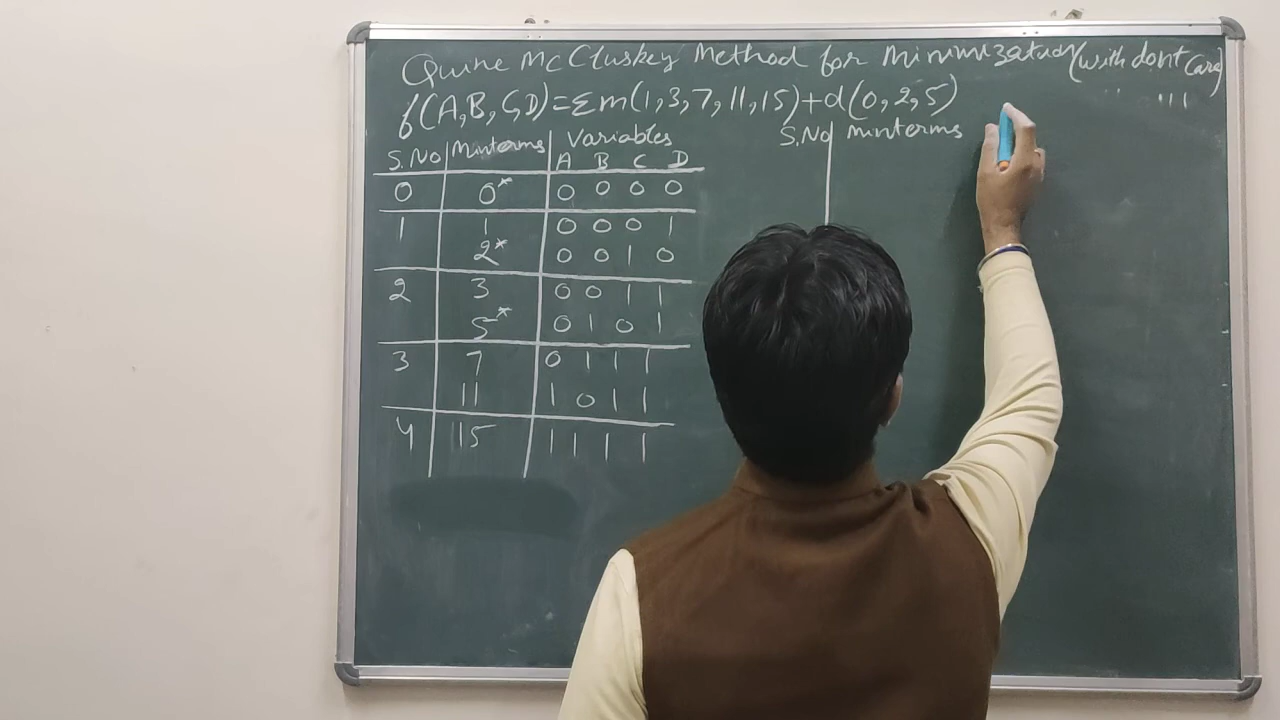 Quine McCluskey Method for Minimization (with dont care)
f(A,B,C,D)=Σm(1,3,7,11,15)+d(0,2,5)
S.No Minterms Variables
A B C D
0 0* 0 0 0 0
1 1 0 0 0 1
2* 0 0 1 0
2 3 0 0 1 1
5* 0 1 0 1
3 7 0 1 1 1
11 1 0 1 1
4 15 1 1 1 1
S.No minterms